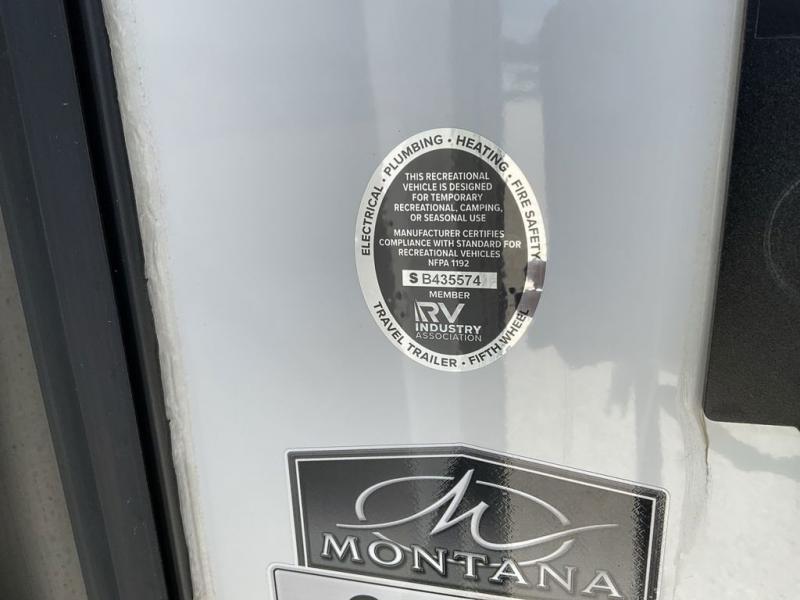 ELECTRICAL • PLUMBING • HEATING • FIRE SAFETY
THIS RECREATIONAL
VEHICLE IS DESIGNED
FOR TEMPORARY
RECREATIONAL, CAMPING,
OR SEASONAL USE
MANUFACTURER CERTIFIES
COMPLIANCE WITH STANDARD FOR
RECREATIONAL VEHICLES
NFPA 1192
S B435574
MEMBER
RV
INDUSTRY
ASSOCIATION
TRAVEL TRAILER • FIFTH WHEEL
MÒNTANA